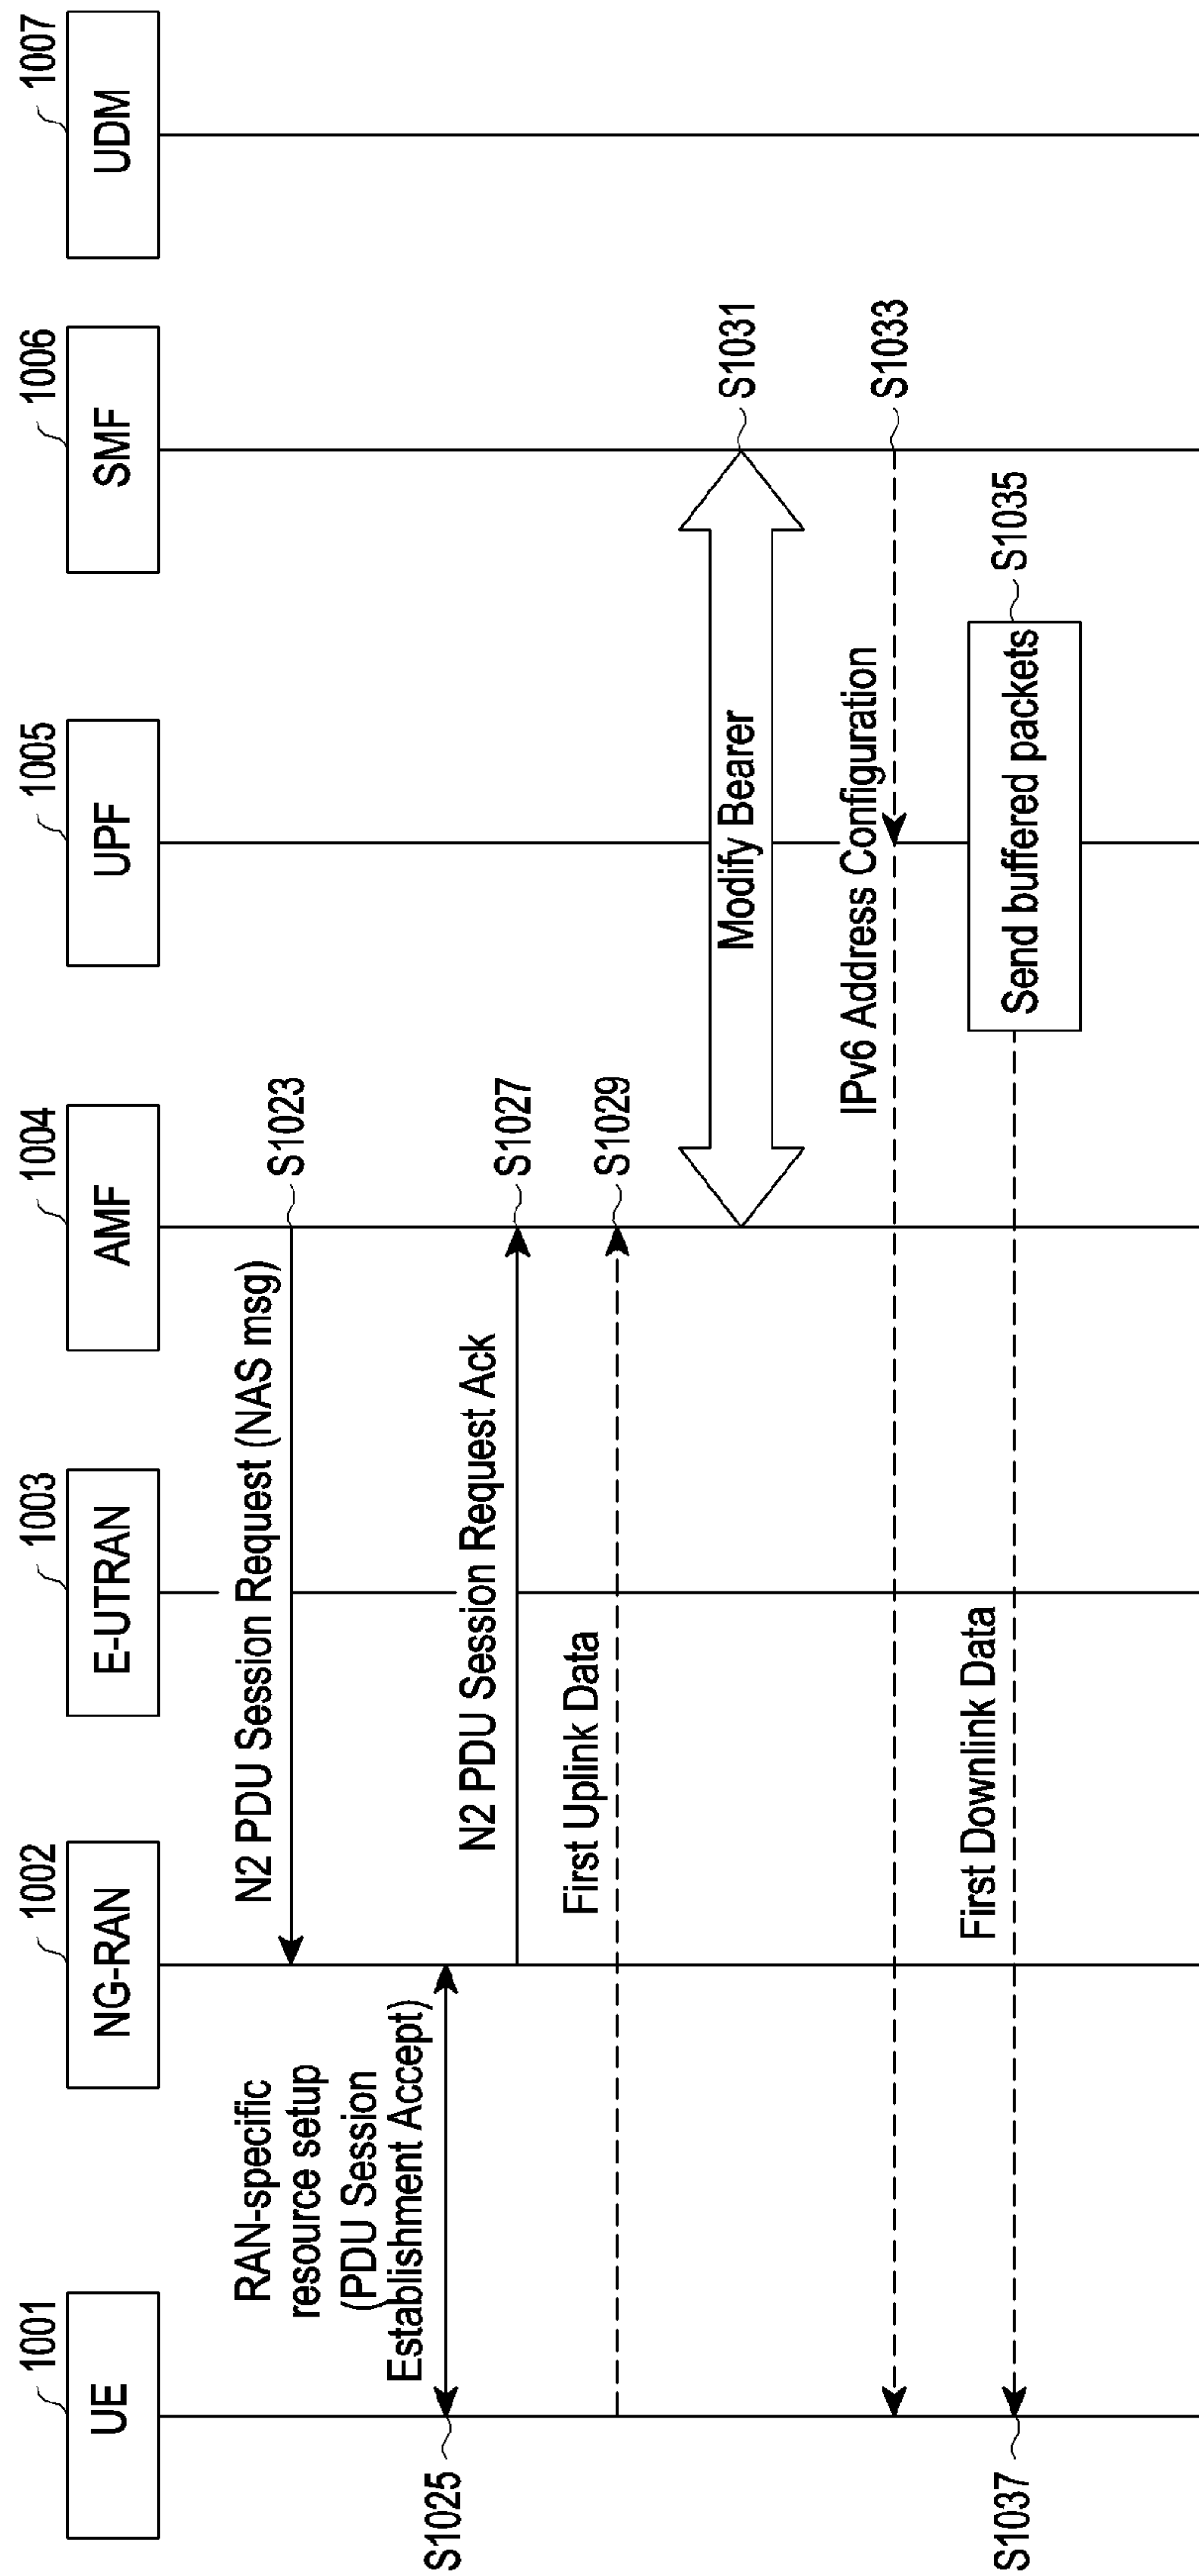 1001
UE
1002
NG-RAN
1003
E-UTRAN
1004
AMF
1005
UPF
1006
SMF
1007
UDM
N2 PDU Session Request (NAS msg)
S1023
RAN-specific
resource setup
(PDU Session
Establishment Accept)
S1025
N2 PDU Session Request Ack
S1027
First Uplink Data
S1029
Modify Bearer
S1031
IPv6 Address Configuration
S1033
Send buffered packets
S1035
First Downlink Data
S1037